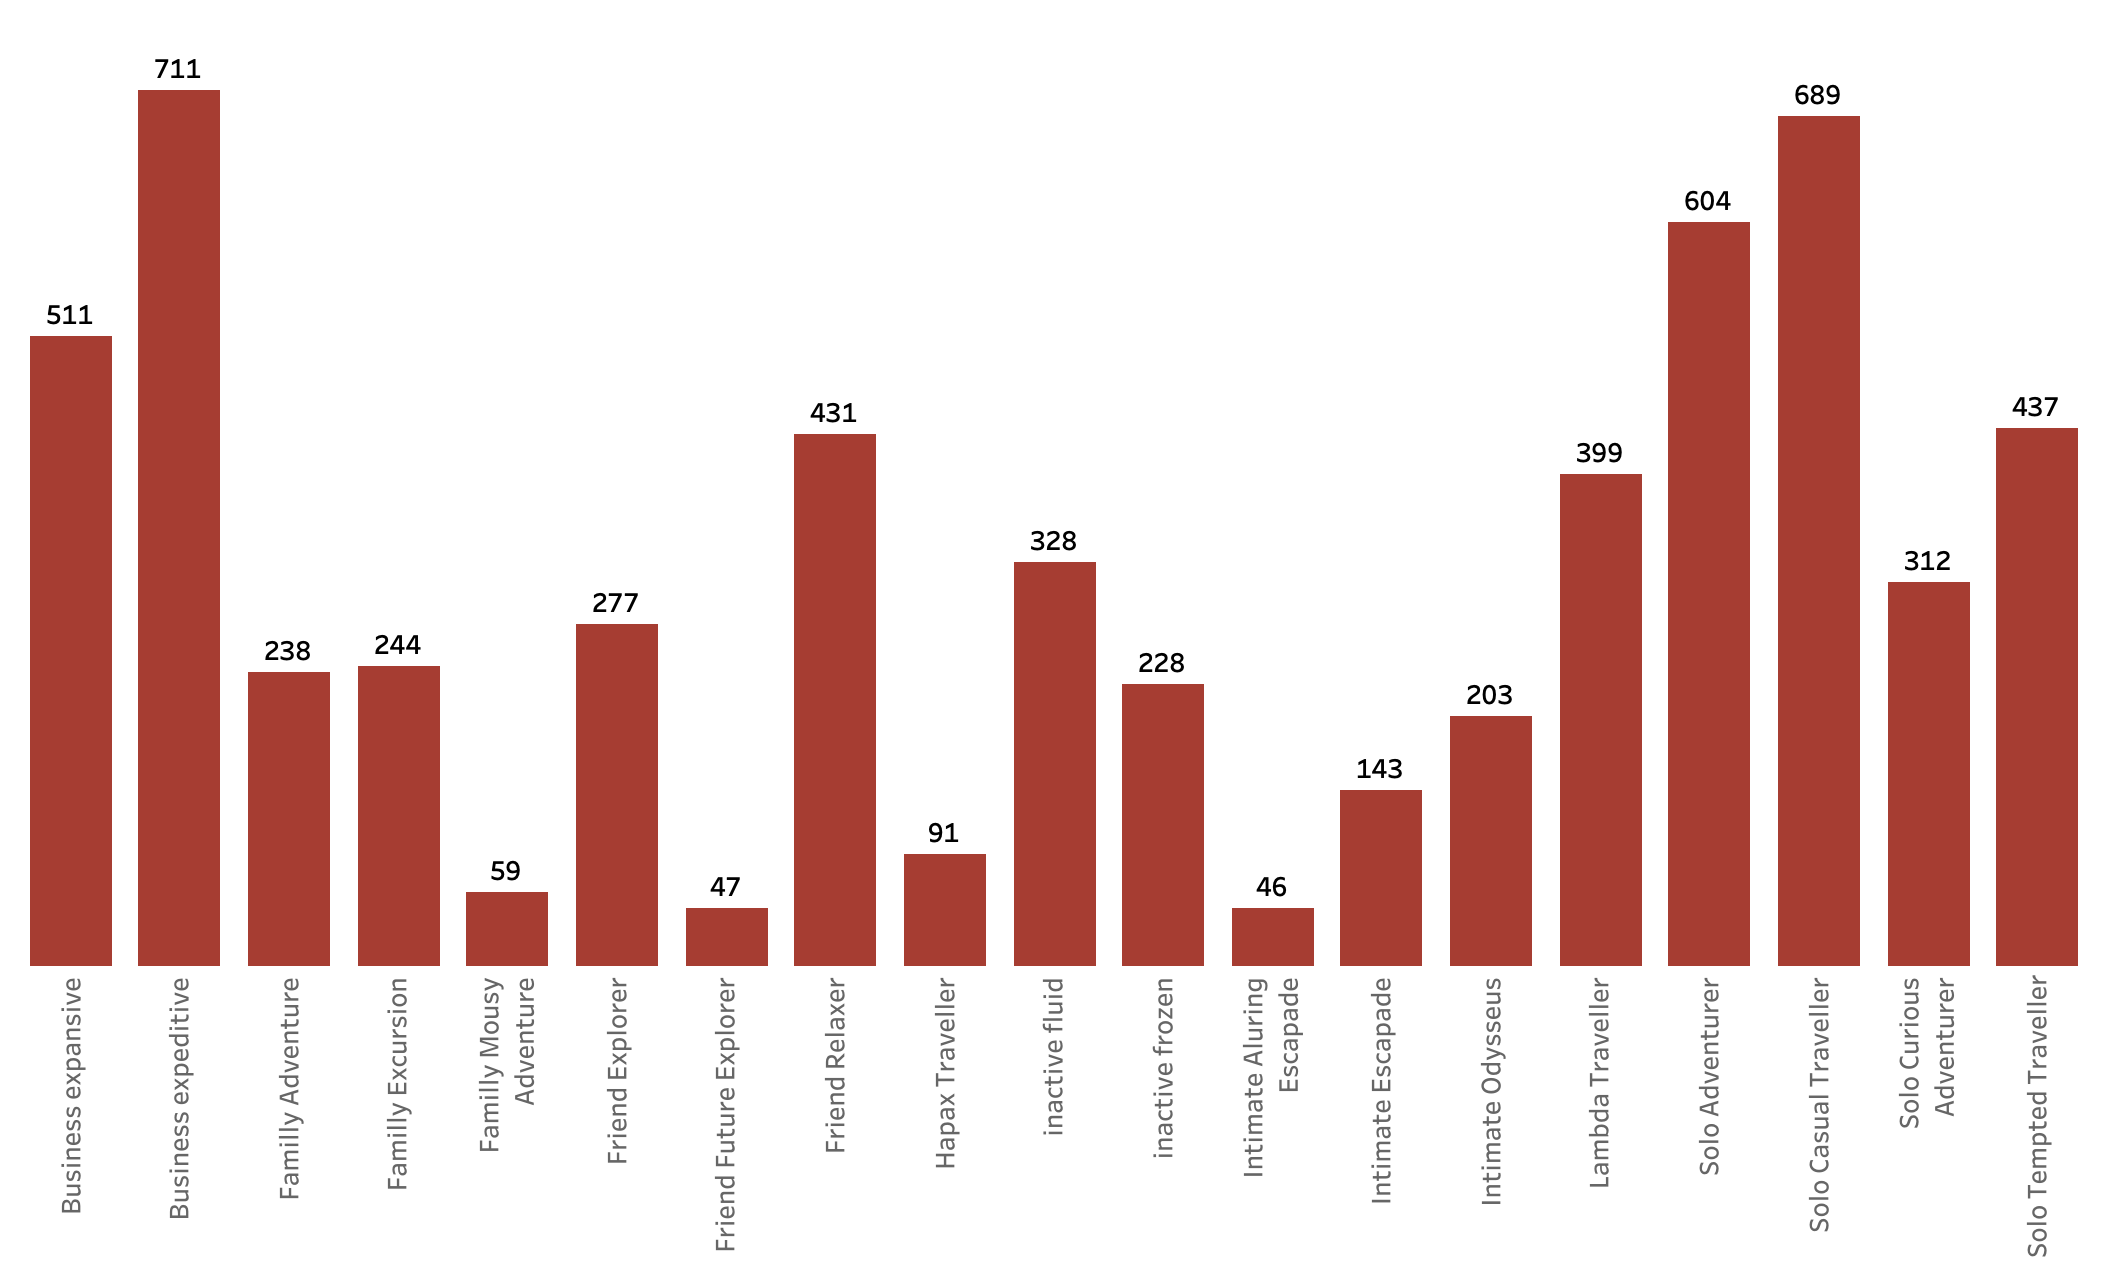 711
689
604
511
437
431
399
328
312
277
244
238
228
203
143
91
59
47
46
Business expansive
Business expeditive
Familly Adventure
Familly Excursion
Familly Mousy
Adventure
Friend Explorer
Friend Future Explorer
Friend Relaxer
Hapax Traveller
inactive fluid
inactive frozen
Intimate Aluring
Escapade
Intimate Escapade
Intimate Odysseus
Lambda Traveller
Solo Adventurer
Solo Casual Traveller
Solo Curious
Adventurer
Solo Tempted Traveller